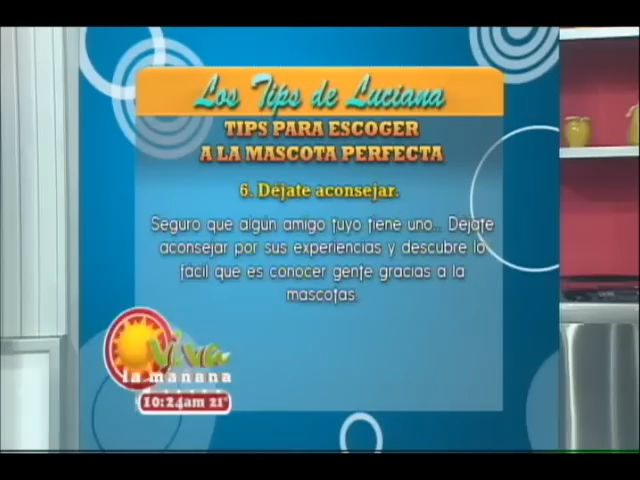 Los Tips de Luciana
TIPS PARA ESCOGER
A LA MASCOTA PERFECTA
6. Déjate aconsejar.
Seguro que algún amigo tuyo tiene uno... Déjate
aconsejar por sus experiencias y descubre lo
fácil que es conocer gente gracias a la
mascotas.
Viva
la mañana
10:24am 21°